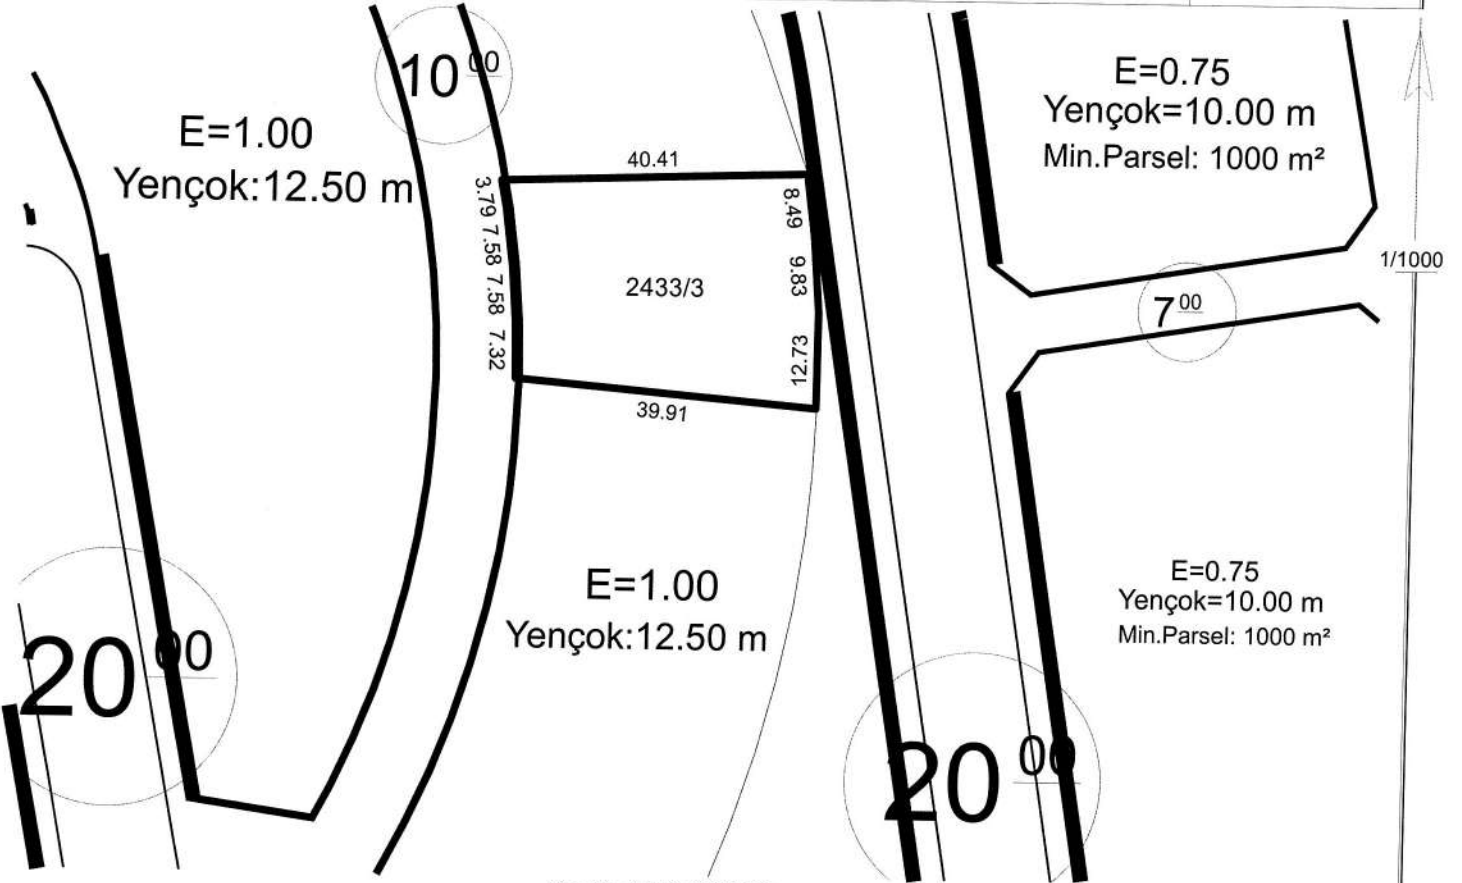 10 00
E=1.00
Yençok:12.50 m
E=0.75
Yençok=10.00 m
Min.Parsel: 1000 m²
40.41
3.79 7.58 7.58 7.32
8.49 9.83 12.73
2433/3
39.91
1/1000
7 00
E=1.00
Yençok:12.50 m
E=0.75
Yençok=10.00 m
Min.Parsel: 1000 m²
20 00
20 00